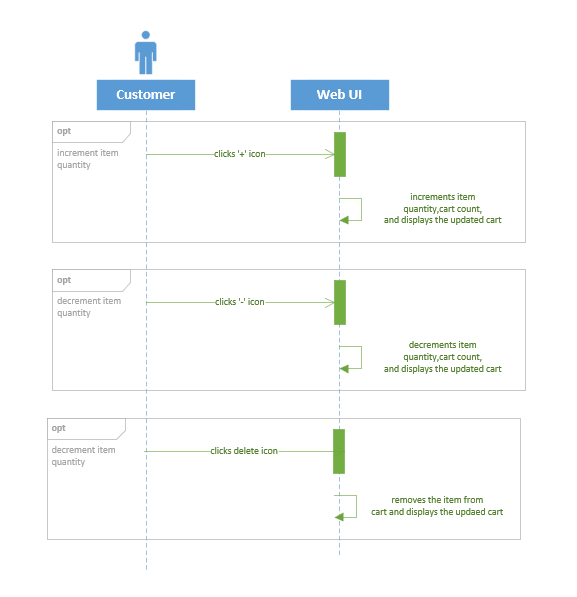 Customer
Web UI
opt
increment item
quantity
clicks '+' icon
increments item
quantity,cart count,
and displays the updated cart
opt
decrement item
quantity
clicks '-' icon
decrements item
quantity,cart count,
and displays the updated cart
opt
decrement item
quantity
clicks delete icon
removes the item from
cart and displays the updaed cart